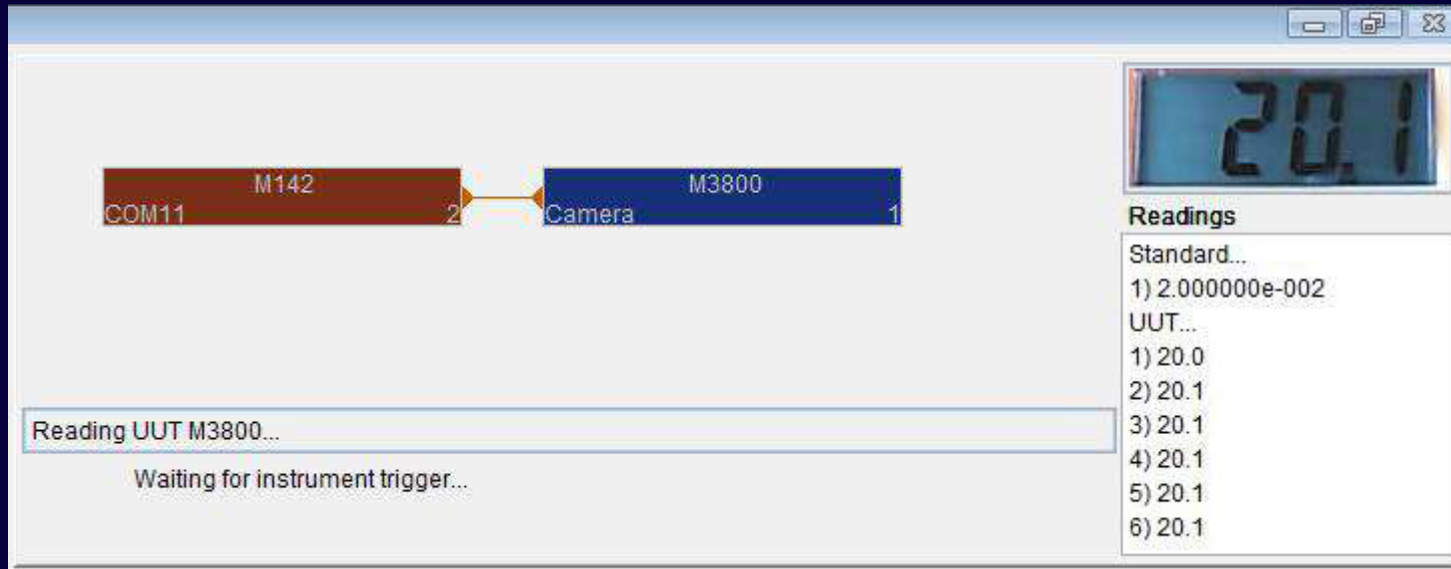 20.1
M142
COM11 2
M3800
Camera 1
Readings
Standard...
1) 2.000000e-002
UUT...
1) 20.0
2) 20.1
3) 20.1
4) 20.1
5) 20.1
6) 20.1
Reading UUT M3800...
Waiting for instrument trigger...